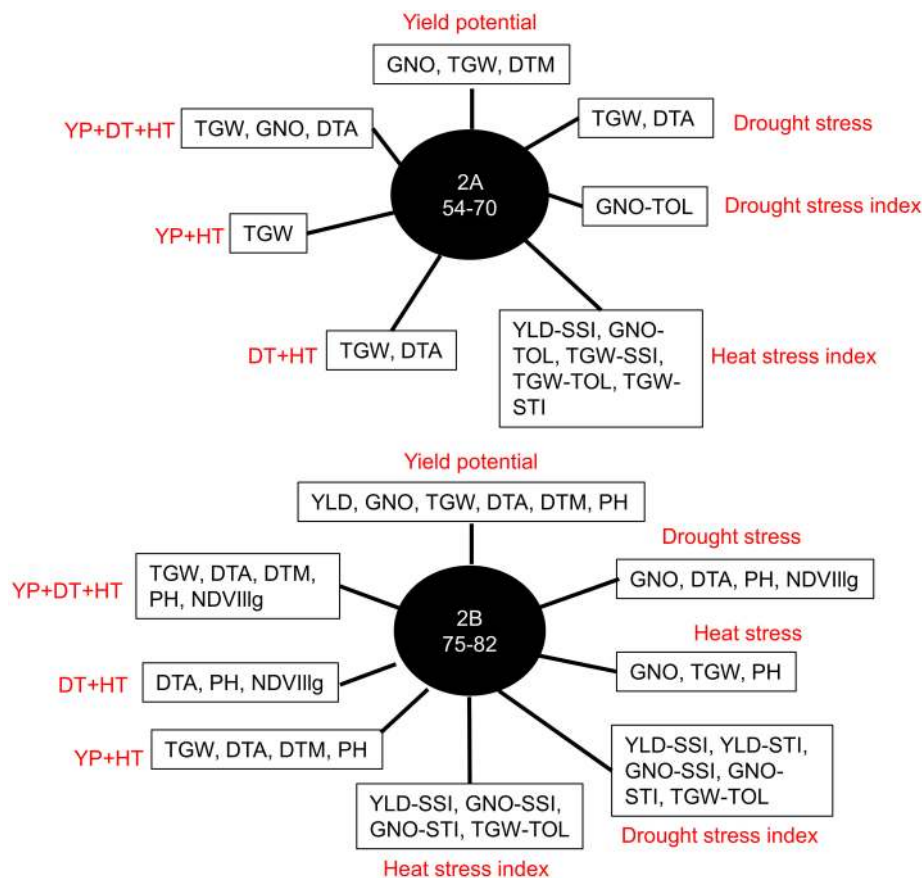 Yield potential
GNO, TGW, DTM
YP+DT+HT
TGW, GNO, DTA
TGW, DTA
Drought stress
2A
54-70
GNO-TOL
Drought stress index
YP+HT
TGW
DT+HT
TGW, DTA
YLD-SSI, GNO-
TOL, TGW-SSI,
TGW-TOL, TGW-
STI
Heat stress index
Yield potential
YLD, GNO, TGW, DTA, DTM, PH
Drought stress
YP+DT+HT
TGW, DTA, DTM,
PH, NDVIllg
GNO, DTA, PH, NDVIllg
2B
75-82
Heat stress
GNO, TGW, PH
DT+HT
DTA, PH, NDVIllg
YP+HT
TGW, DTA, DTM, PH
YLD-SSI, YLD-STI,
GNO-SSI, GNO-
STI, TGW-TOL
Drought stress index
YLD-SSI, GNO-SSI,
GNO-STI, TGW-TOL
Heat stress index